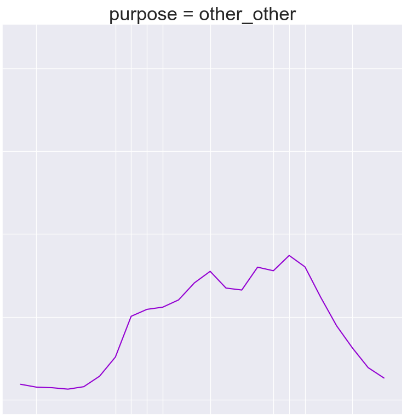 purpose = other_other